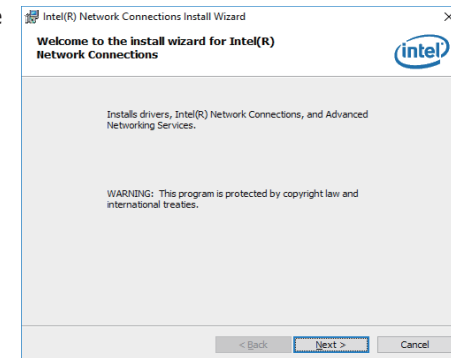 e
Intel(R) Network Connections Install Wizard
Welcome to the install wizard for Intel(R)
Network Connections
intel
Installs drivers, Intel(R) Network Connections, and Advanced
Networking Services.
WARNING: This program is protected by copyright law and
international treaties.
< Back
Next >
Cancel